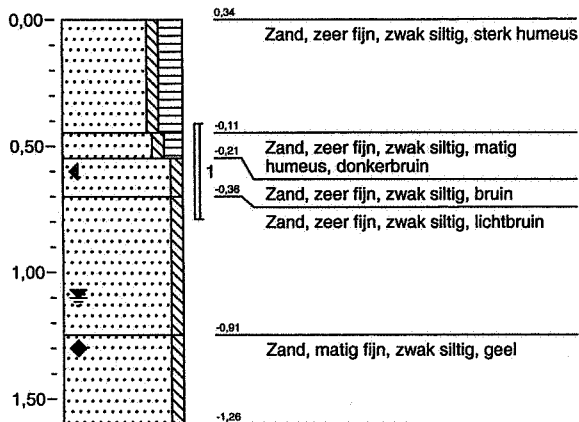 0,00
0,34
Zand, zeer fijn, zwak siltig, sterk humeus
0,50
-0,11
Zand, zeer fijn, zwak siltig, matig
humeus, donkerbruin
-0,21
1
-0,36
Zand, zeer fijn, zwak siltig, bruin
Zand, zeer fijn, zwak siltig, lichtbruin
1,00
-0,91
Zand, matig fijn, zwak siltig, geel
1,50
-1,26